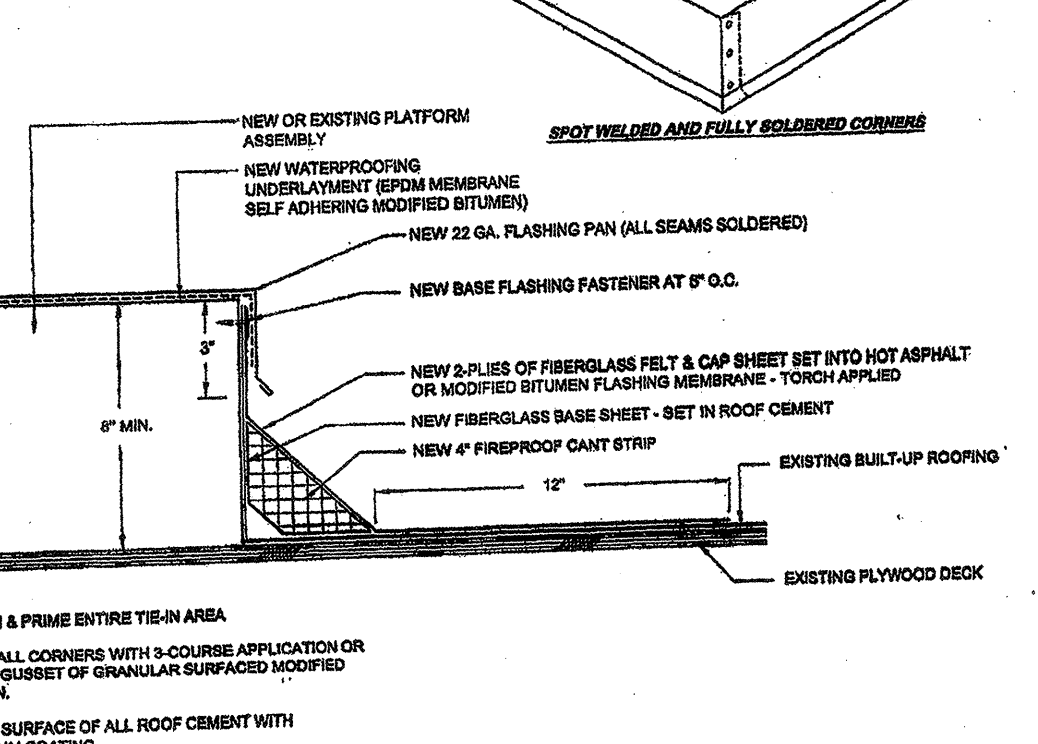 SPOT WELDED AND FULLY SOLDERED CORNERS
NEW OR EXISTING PLATFORM
ASSEMBLY
NEW WATERPROOFING
UNDERLAYMENT (EPDM MEMBRANE
SELF ADHERING MODIFIED BITUMEN)
NEW 22 GA. FLASHING PAN (ALL SEAMS SOLDERED)
NEW BASE FLASHING FASTENER AT O.C.
3"
NEW 2-PLIES OF FIBERGLASS FELT & CAP SHEET SET INTO HOT ASPHALT
OR MODIFIED BITUMEN FLASHING MEMBRANE - TORCH APPLIED
8" MIN.
NEW FIBERGLASS BASE SHEET - SET IN ROOF CEMENT
NEW 4" FIREPROOF CANT STRIP
EXISTING BUILT-UP ROOFING
12"
EXISTING PLYWOOD DECK
& PRIME ENTIRE TIE-IN AREA
ALL CORNERS WITH 3-COURSE APPLICATION OR
GUSSET OF GRANULAR SURFACED MODIFIED
SURFACE OF ALL ROOF CEMENT WITH
COATING